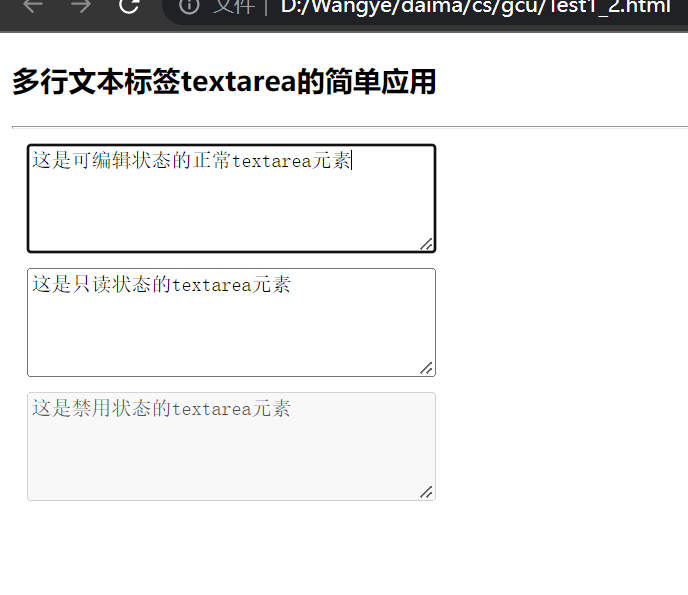 文件 | D:/Wangye/daima/cs/gcu/Test1_2.html
多行文本标签textarea的简单应用
这是可编辑状态的正常textarea元素
这是只读状态的textarea元素
这是禁用状态的textarea元素